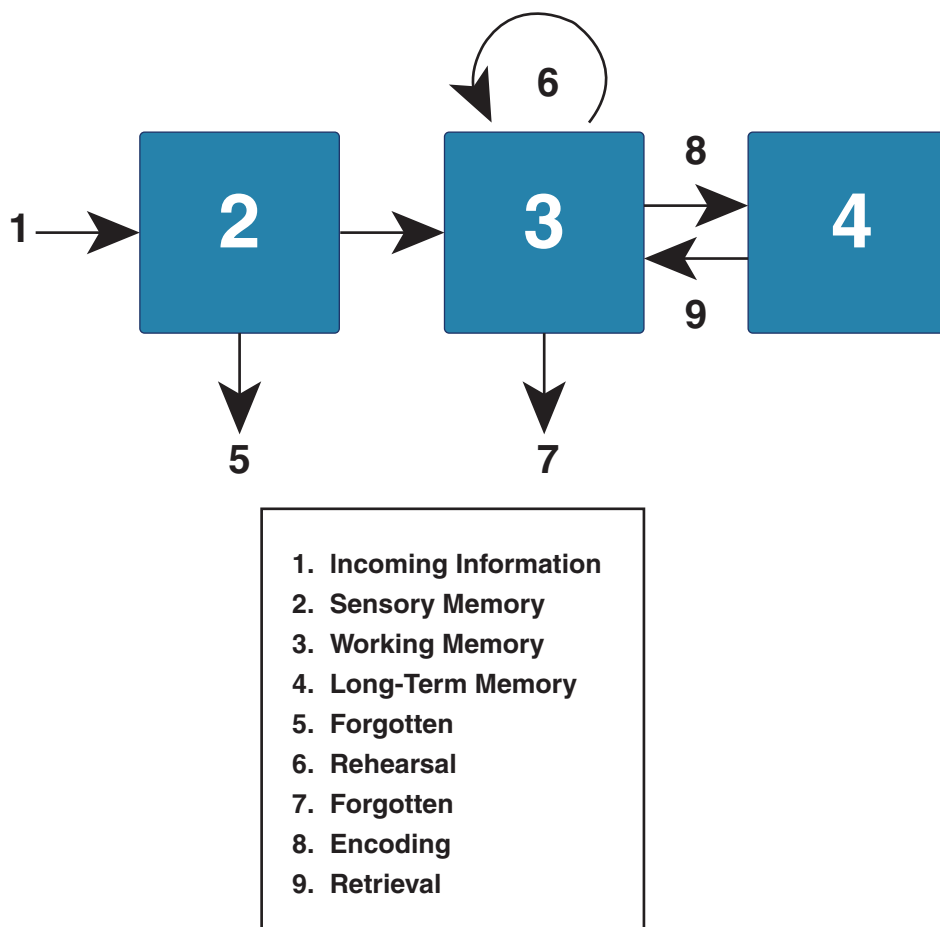 6
8
1
2
3
4
9
5
7
1. Incoming Information
2. Sensory Memory
3. Working Memory
4. Long-Term Memory
5. Forgotten
6. Rehearsal
7. Forgotten
8. Encoding
9. Retrieval